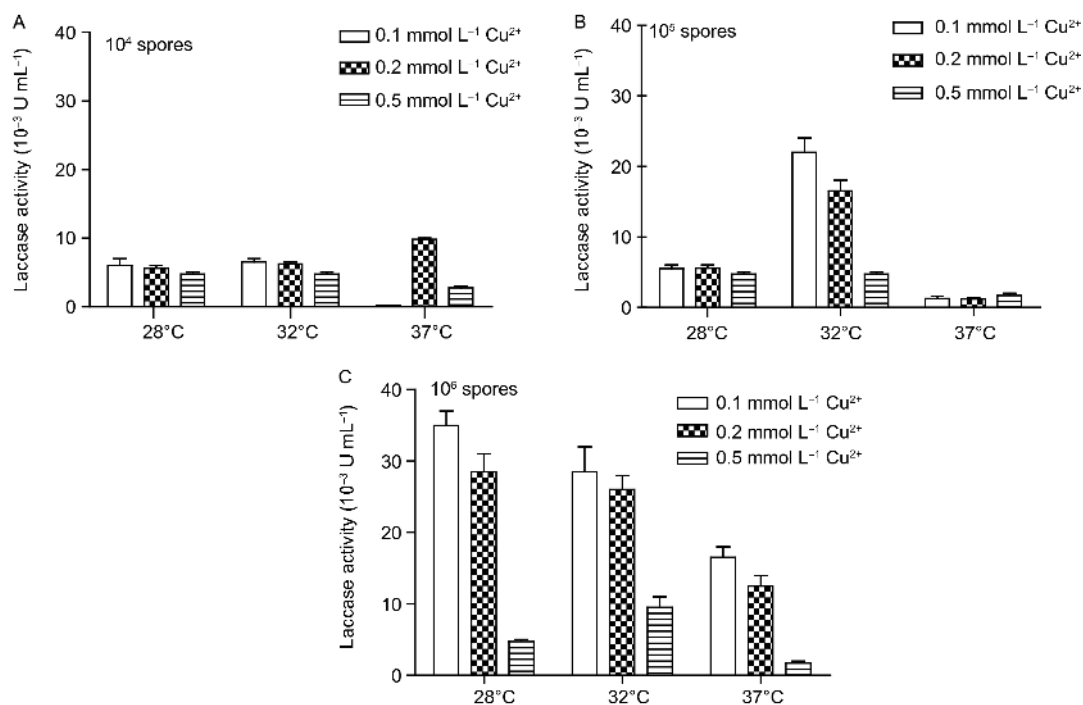 A
10⁴ spores
0.1 mmol L⁻¹ Cu²⁺
0.2 mmol L⁻¹ Cu²⁺
0.5 mmol L⁻¹ Cu²⁺
Laccase activity (10⁻³ U mL⁻¹)
40
30
20
10
0
28°C 32°C 37°C
B
10⁵ spores
0.1 mmol L⁻¹ Cu²⁺
0.2 mmol L⁻¹ Cu²⁺
0.5 mmol L⁻¹ Cu²⁺
Laccase activity (10⁻³ U mL⁻¹)
40
30
20
10
0
28°C 32°C 37°C
C
10⁶ spores
0.1 mmol L⁻¹ Cu²⁺
0.2 mmol L⁻¹ Cu²⁺
0.5 mmol L⁻¹ Cu²⁺
Laccase activity (10⁻³ U mL⁻¹)
40
30
20
10
0
28°C 32°C 37°C